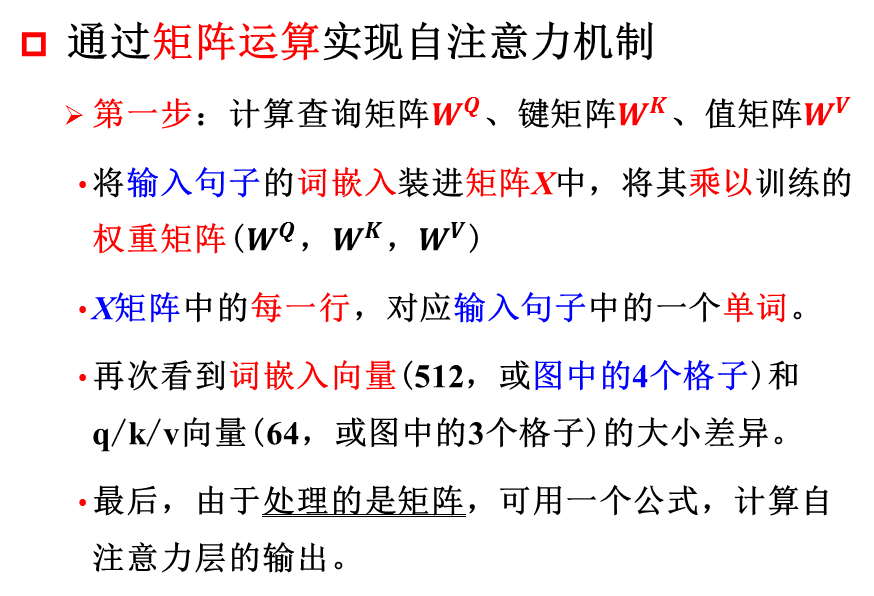 通过矩阵运算实现自注意力机制
第一步：计算查询矩阵W^Q、键矩阵W^K、值矩阵W^V
•将输入句子的词嵌入装进矩阵X中，将其乘以训练的
权重矩阵(W^Q，W^K，W^V)
•X矩阵中的每一行，对应输入句子中的一个单词。
•再次看到词嵌入向量(512，或图中的4个格子)和
q/k/v向量(64，或图中的3个格子)的大小差异。
•最后，由于处理的是矩阵，可用一个公式，计算自
注意力层的输出。